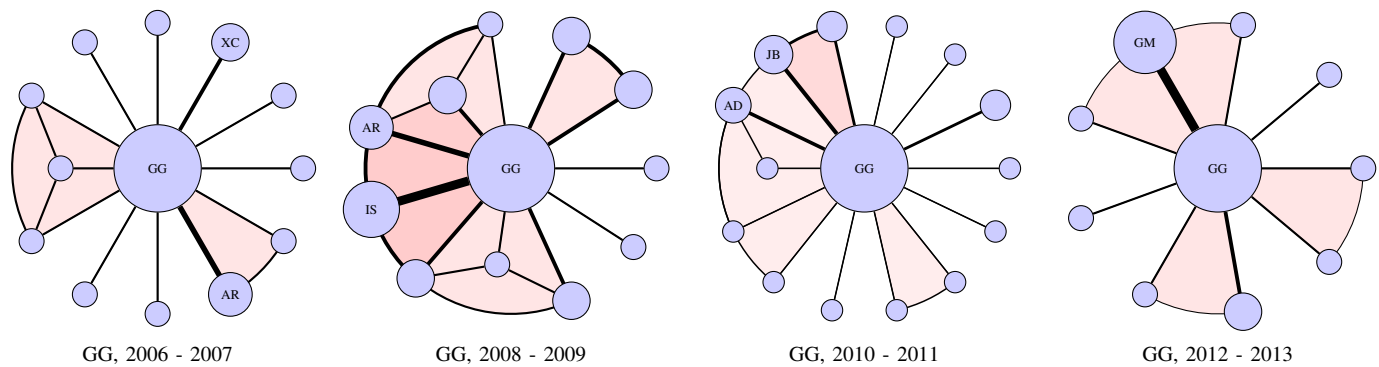 XC
GG
AR
GG, 2006 - 2007
AR
GG
IS
GG, 2008 - 2009
JB
AD
GG
GG, 2010 - 2011
GM
GG
GG, 2012 - 2013